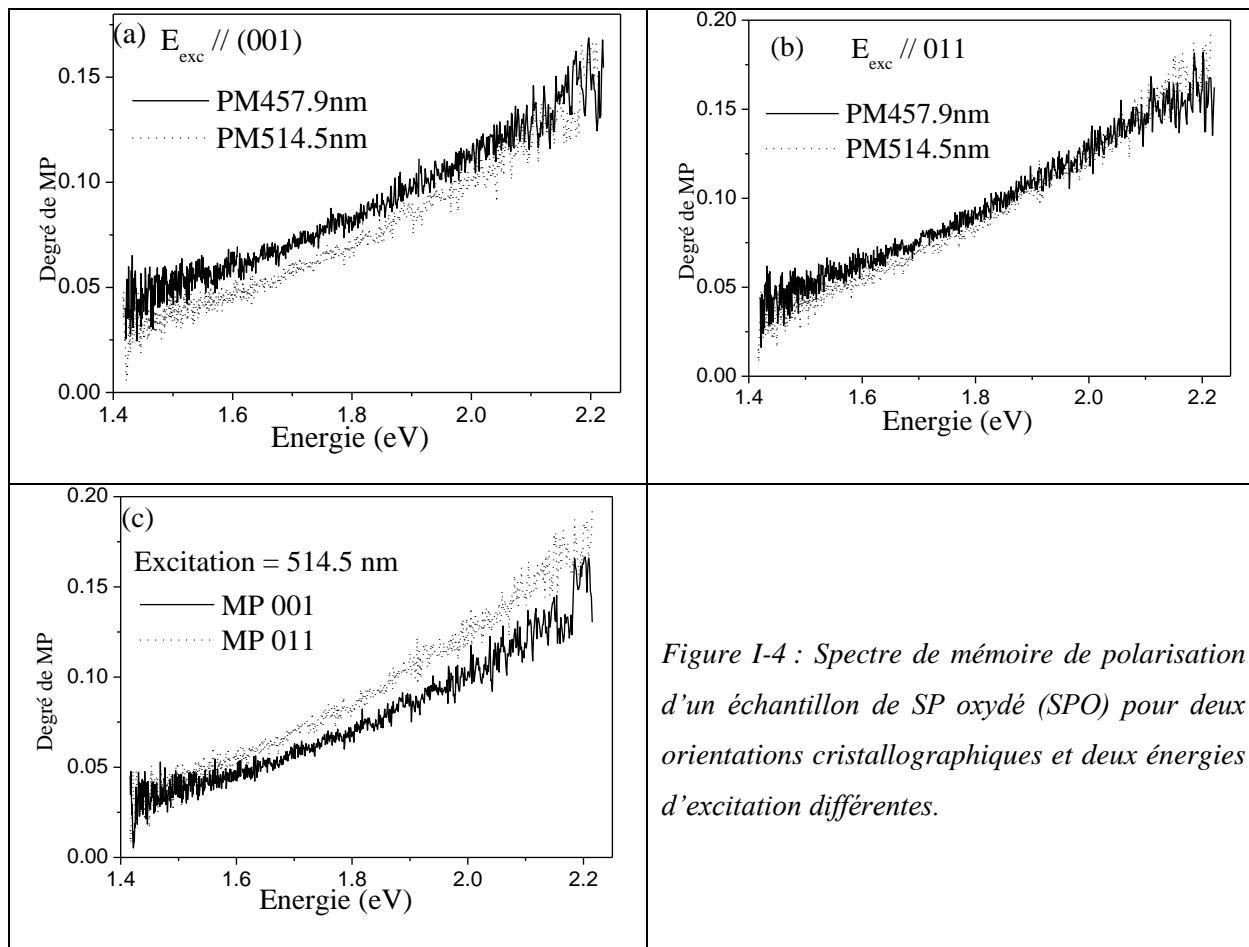 (a) E_exc // (001)
PM457.9nm
PM514.5nm
Degré de MP
0.15
0.10
0.05
0.00
1.4 1.6 1.8 2.0 2.2
Energie (eV)
0.20
(b) E_exc // 011
PM457.9nm
PM514.5nm
Degré de MP
0.15
0.10
0.05
0.00
1.4 1.6 1.8 2.0 2.2
Energie (eV)
0.20
(c)
Excitation = 514.5 nm
MP 001
MP 011
Degré de MP
0.15
0.10
0.05
0.00
1.4 1.6 1.8 2.0 2.2
Energie (eV)
Figure I-4 : Spectre de mémoire de polarisation
d'un échantillon de SP oxydé (SPO) pour deux
orientations cristallographiques et deux énergies
d'excitation différentes.